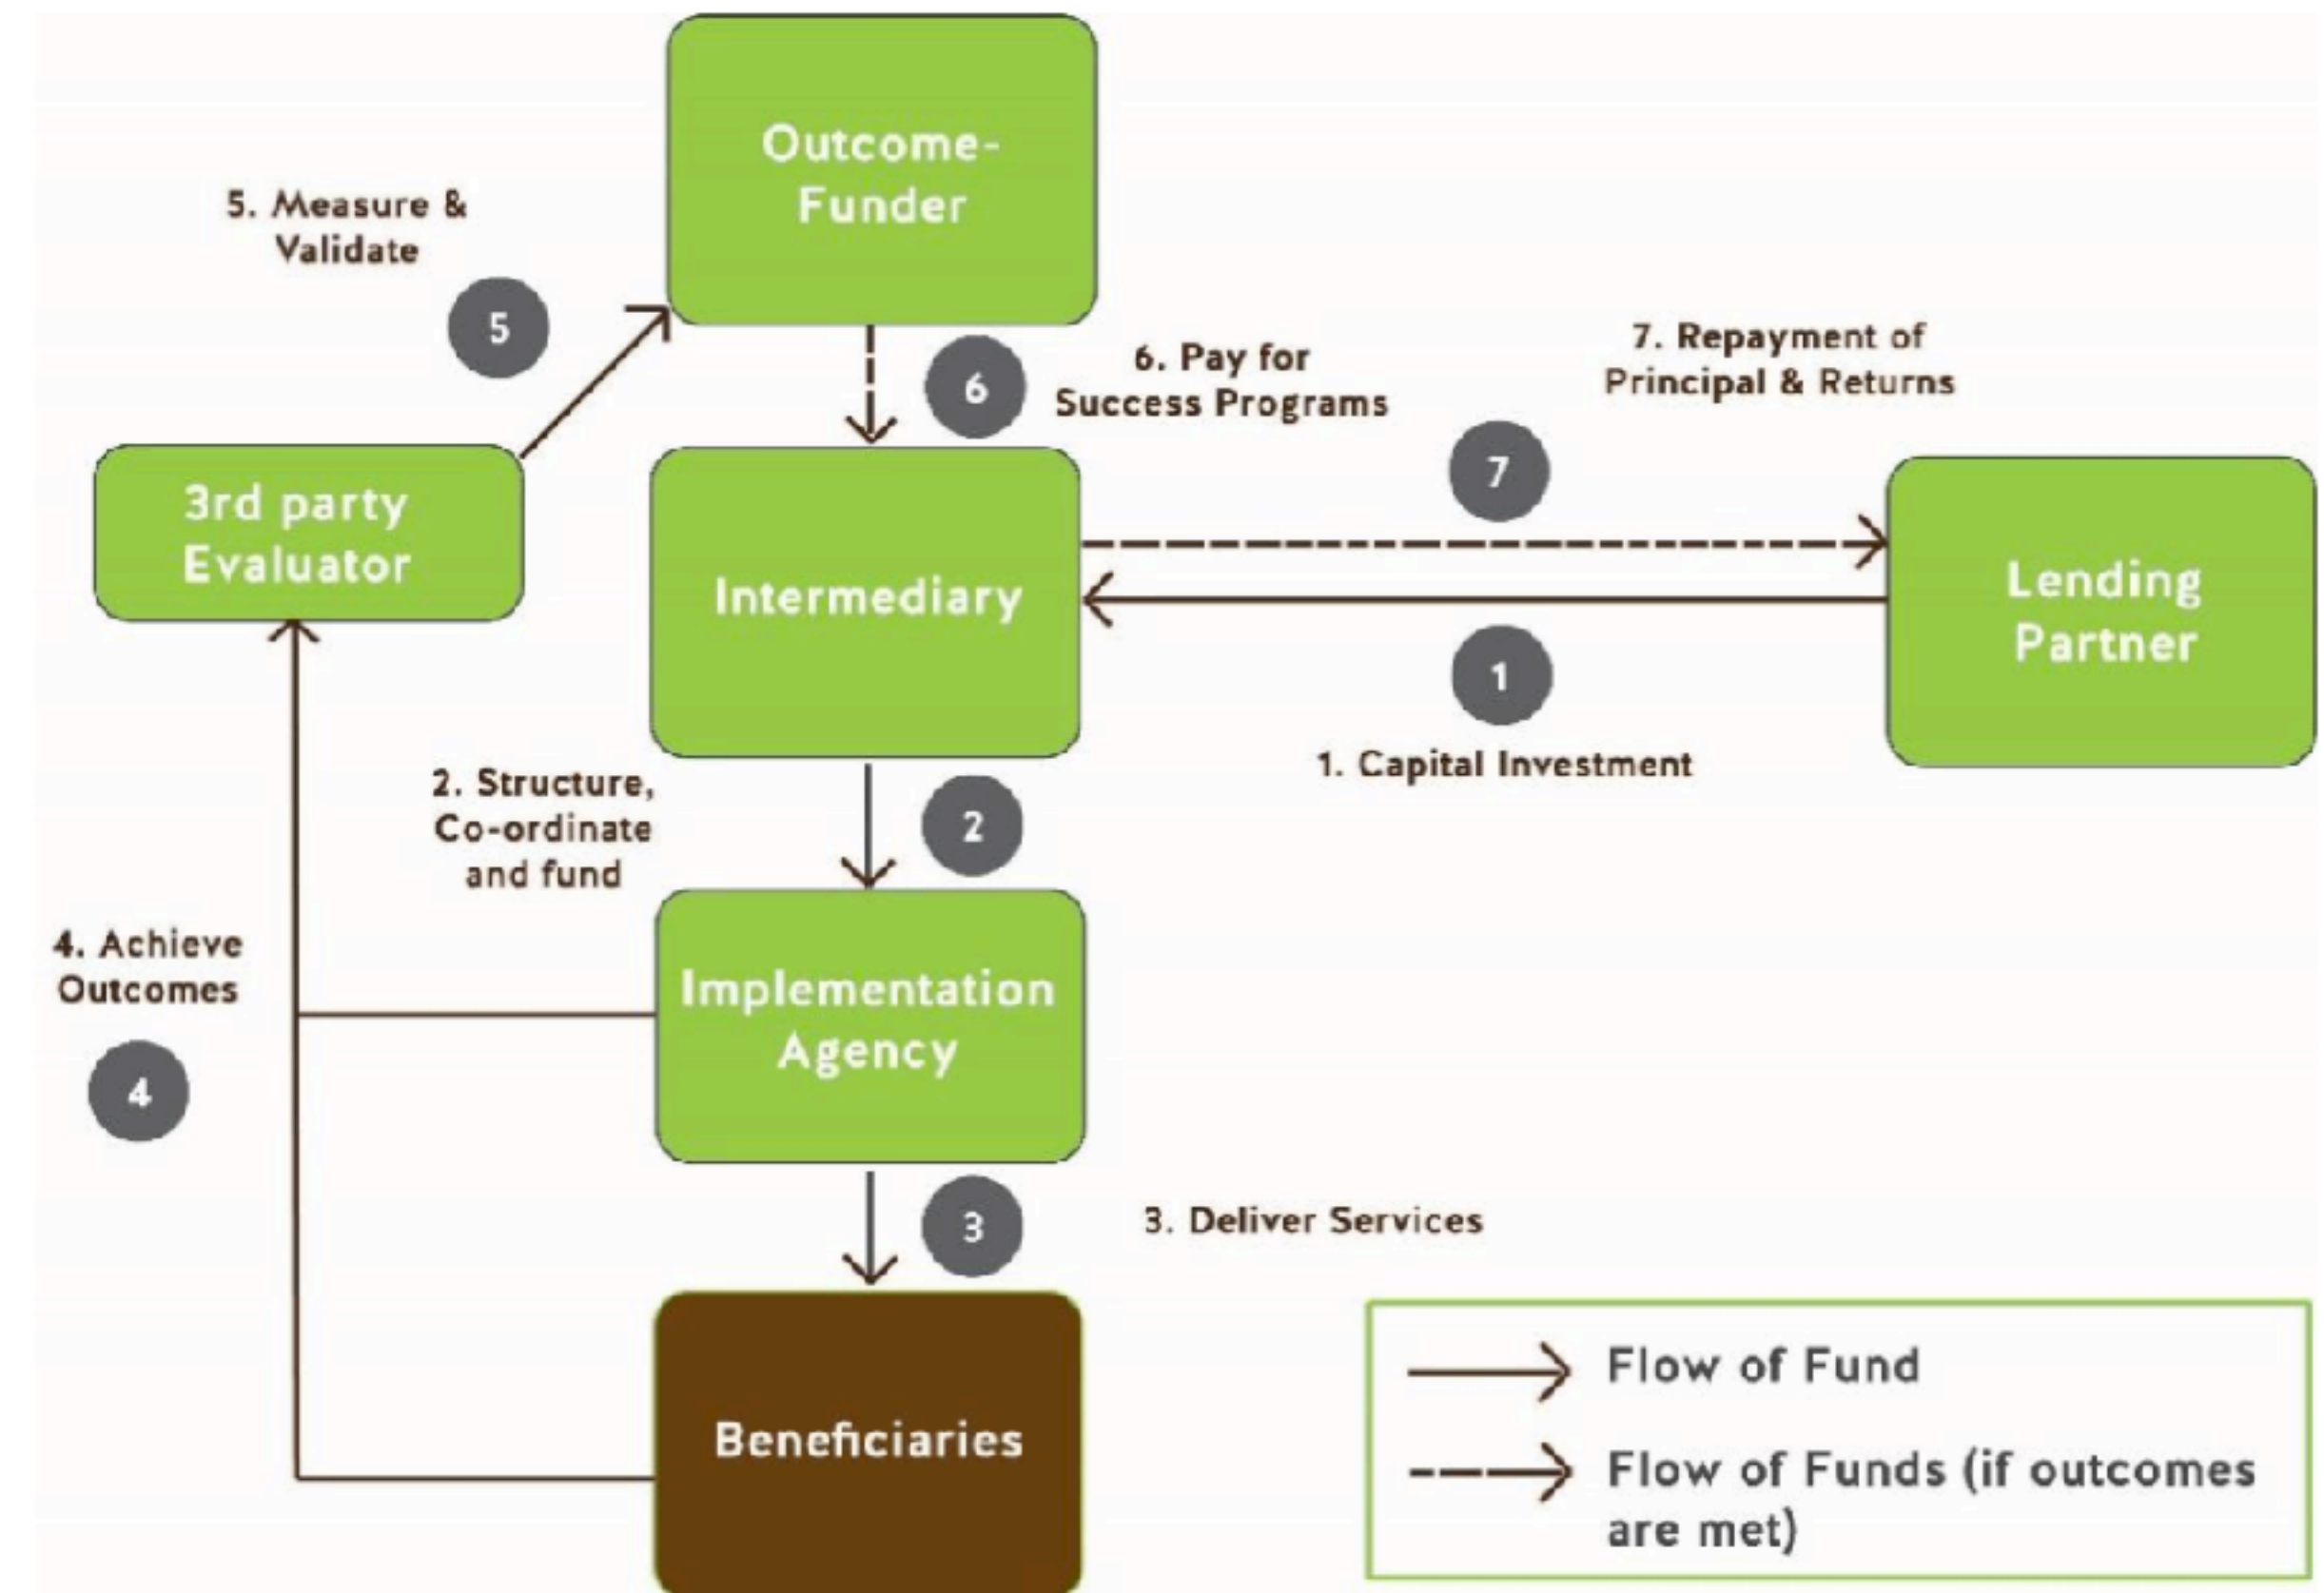 Outcome-
Funder
5. Measure &
Validate
5
6
6. Pay for
Success Programs
7. Repayment of
Principal & Returns
7
3rd party
Evaluator
Intermediary
Lending
Partner
1
1. Capital Investment
2. Structure,
Co-ordinate
and fund
2
4. Achieve
Outcomes
4
Implementation
Agency
3
3. Deliver Services
Beneficiaries
Flow of Fund
Flow of Funds (if outcomes
are met)